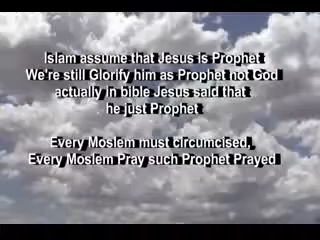 Islam assume that Jesus is Prophet
We're still Glorify him as Prophet not God
actually in bible Jesus said that
he just Prophet
Every Moslem must circumcised,
Every Moslem Pray such Prophet Prayed